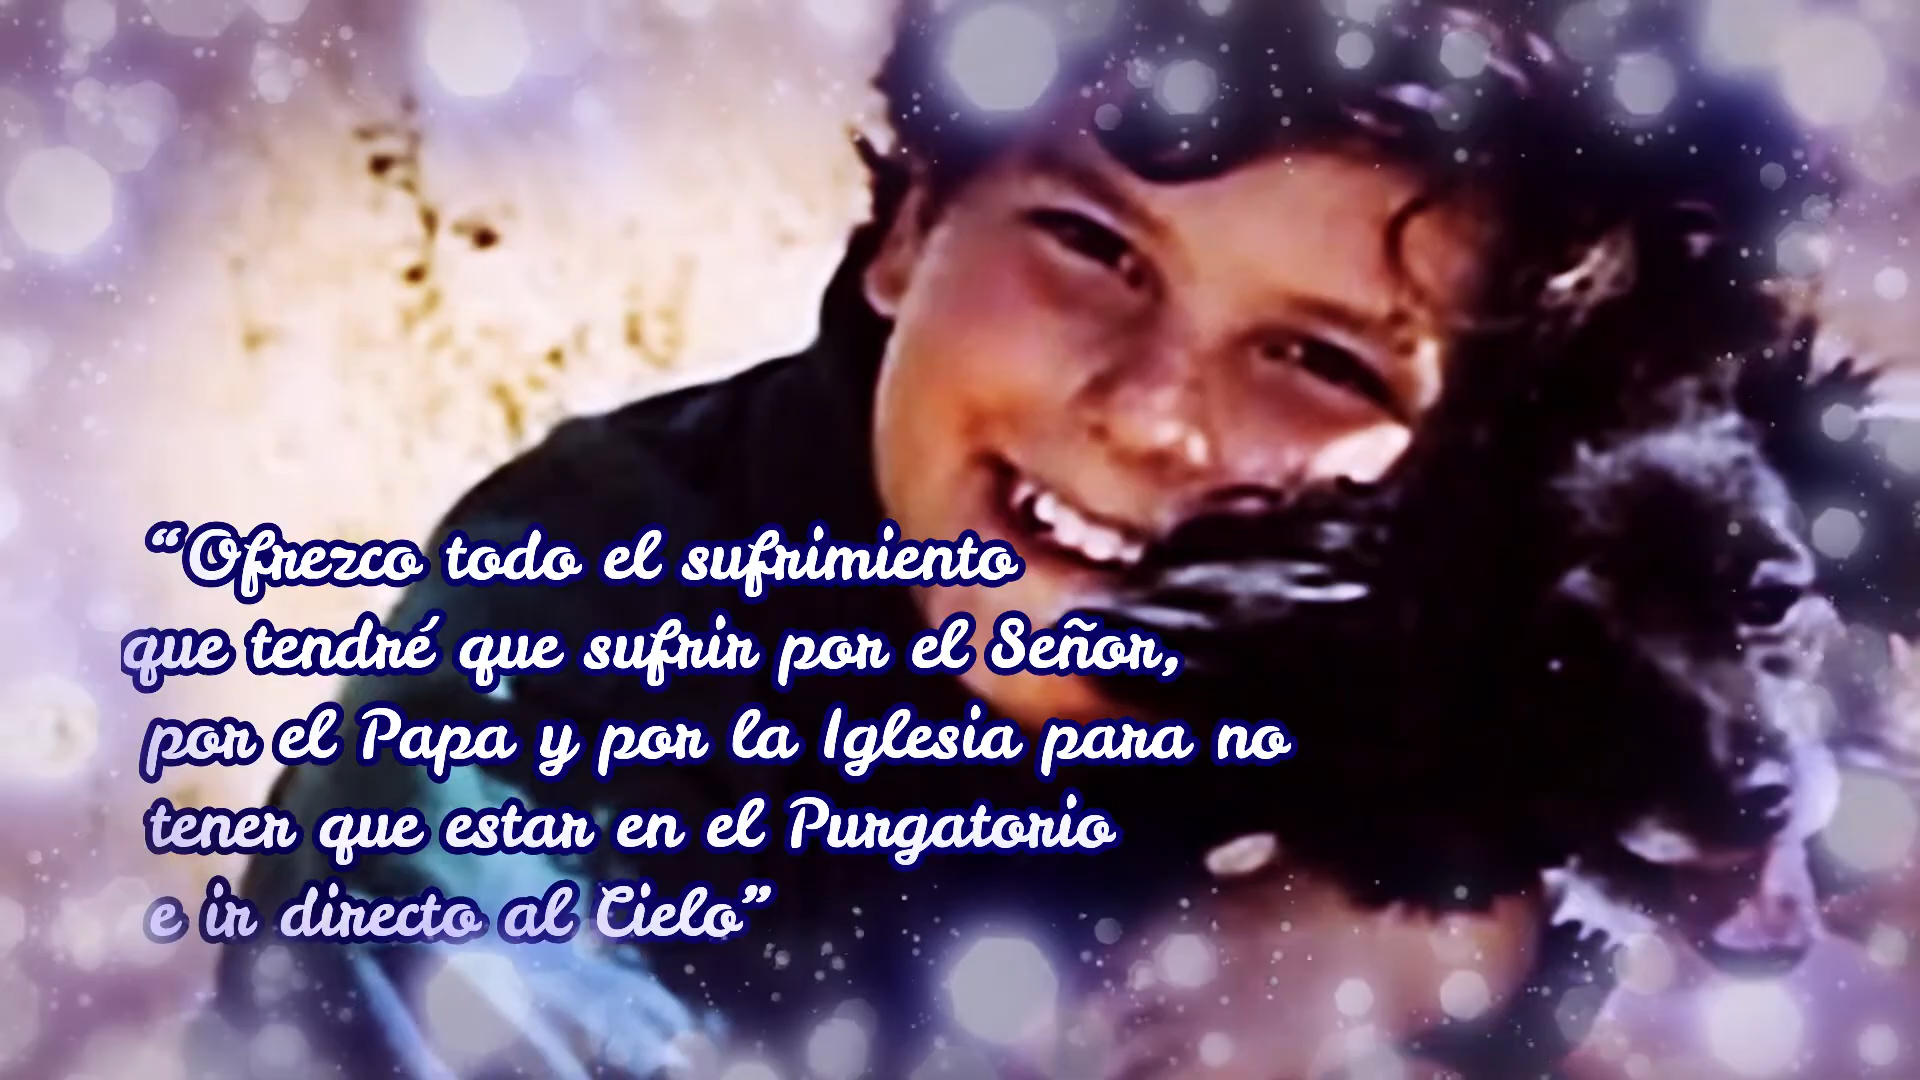 “Ofrezco todo el sufrimiento
que tendré que sufrir por el Señor,
por el Papa y por la Iglesia para no
tener que estar en el Purgatorio
e ir directo al Cielo”